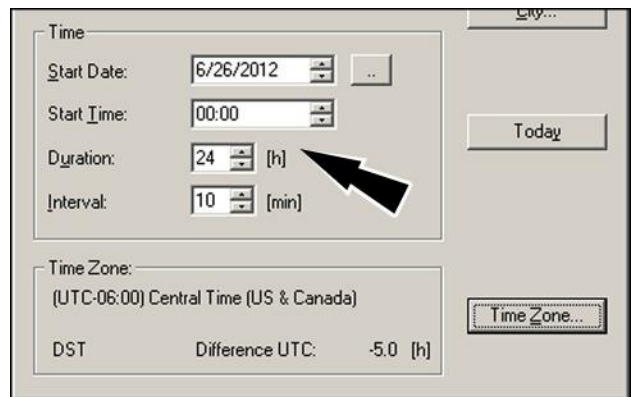 City...
Time
Start Date: 6/26/2012 ..
Start Time: 00:00
Today
Duration: 24 [h]
Interval: 10 [min]
Time Zone:
(UTC-06:00) Central Time (US & Canada)
Time Zone...
DST Difference UTC: -5.0 [h]